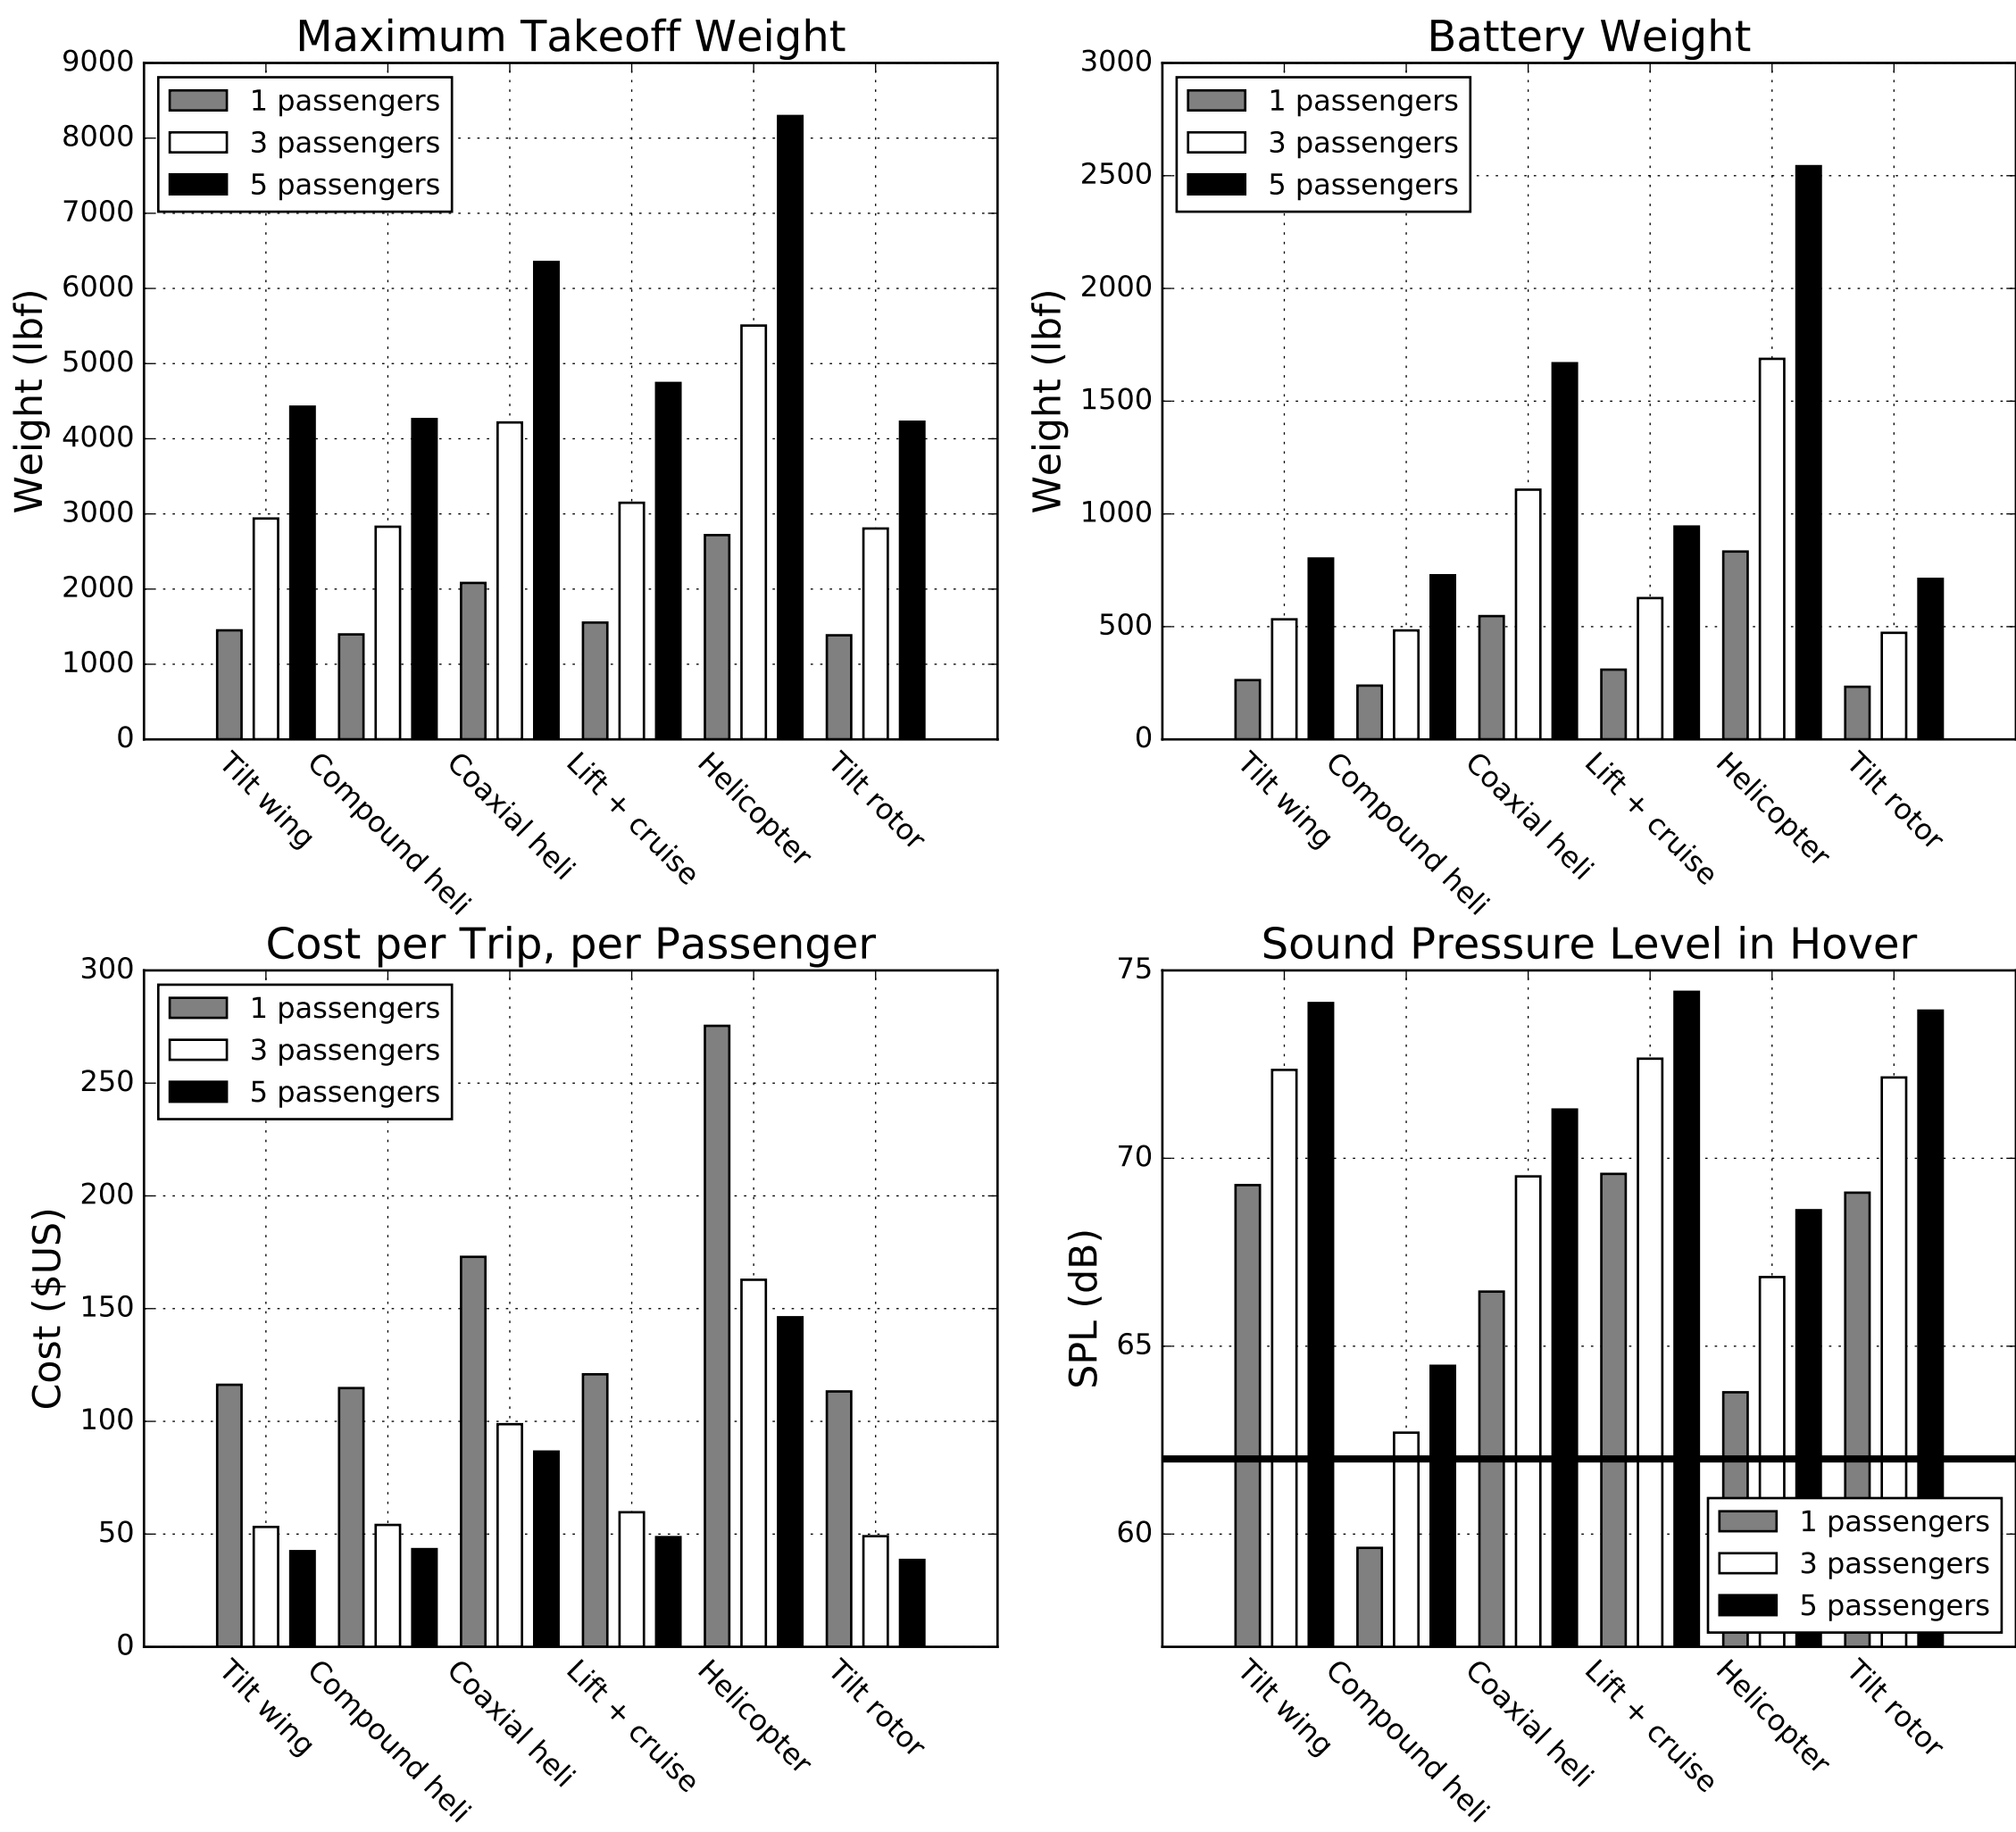 Maximum Takeoff Weight
9000
8000
7000
6000
5000
4000
3000
2000
1000
0
Weight (lbf)
1 passengers
3 passengers
5 passengers
Tilt wing
Compound heli
Coaxial heli
Lift + cruise
Helicopter
Tilt rotor
Battery Weight
3000
2500
2000
1500
1000
500
0
Weight (lbf)
1 passengers
3 passengers
5 passengers
Tilt wing
Compound heli
Coaxial heli
Lift + cruise
Helicopter
Tilt rotor
Cost per Trip, per Passenger
300
250
200
150
100
50
0
Cost ($US)
1 passengers
3 passengers
5 passengers
Tilt wing
Compound heli
Coaxial heli
Lift + cruise
Helicopter
Tilt rotor
Sound Pressure Level in Hover
75
70
65
60
SPL (dB)
1 passengers
3 passengers
5 passengers
Tilt wing
Compound heli
Coaxial heli
Lift + cruise
Helicopter
Tilt rotor